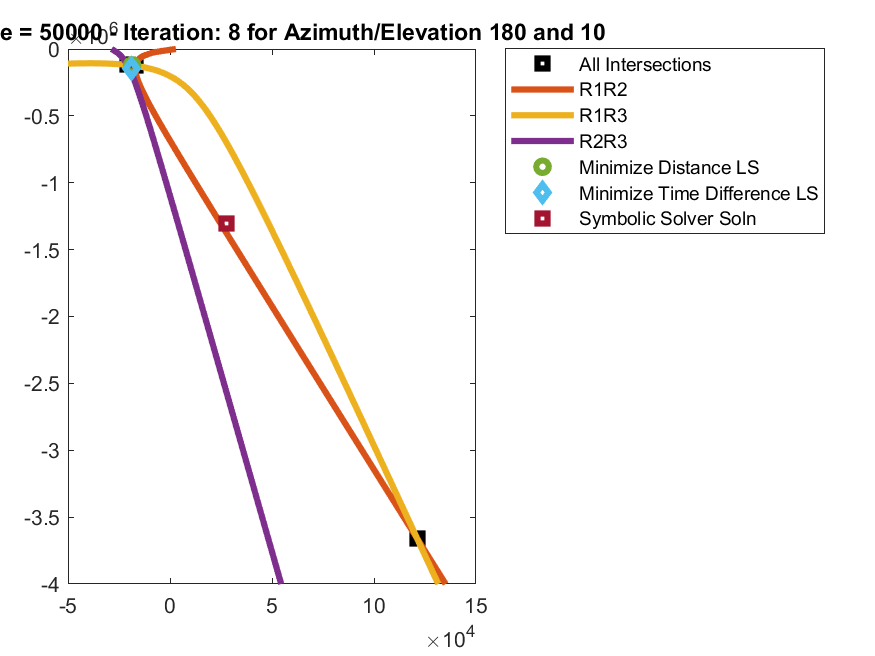 e = 50000 - Iteration: 8 for Azimuth/Elevation 180 and 10
×10^6
0
-0.5
-1
-1.5
-2
-2.5
-3
-3.5
-4
-5 0 5 10 15
×10^4
All Intersections
R1R2
R1R3
R2R3
Minimize Distance LS
Minimize Time Difference LS
Symbolic Solver Soln